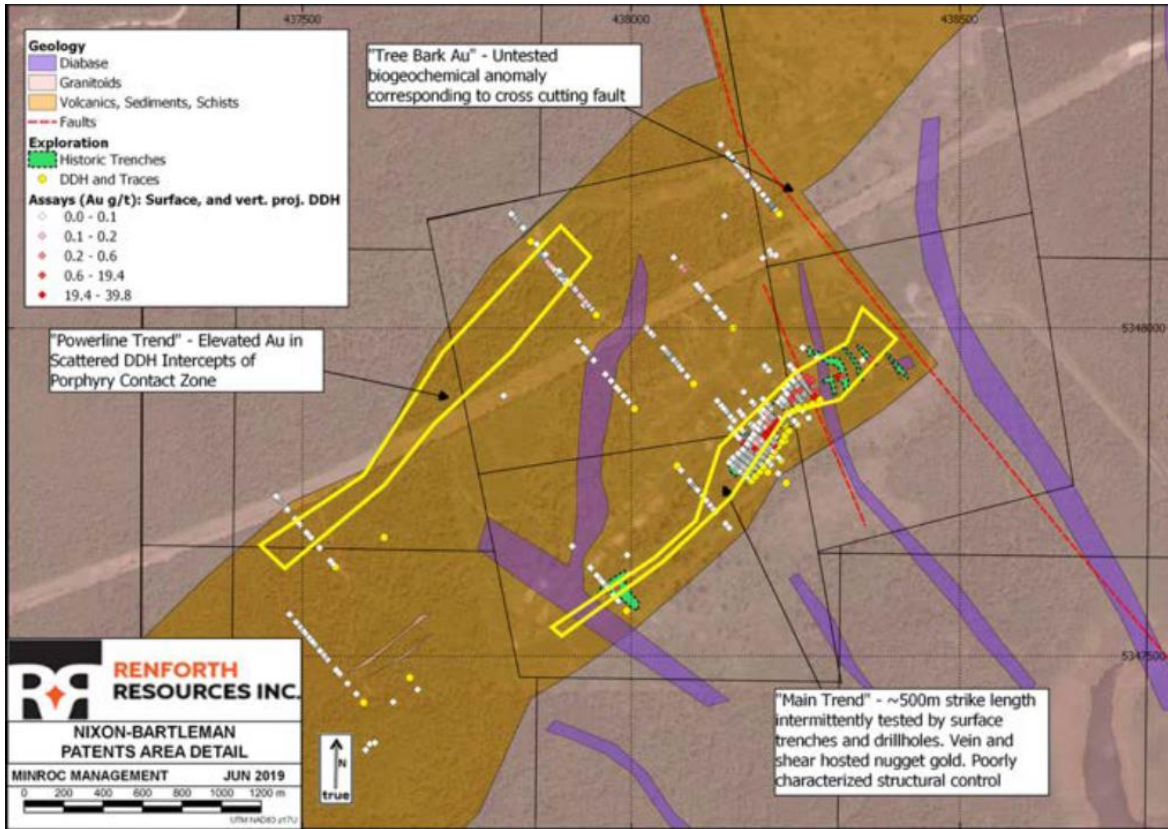 437500
438000
438500
Geology
Diabase
Granitoids
Volcanics, Sediments, Schists
Faults
Exploration
Historic Trenches
DDH and Traces
Assays (Au g/t): Surface, and vert. proj. DDH
0.0 - 0.1
0.1 - 0.2
0.2 - 0.6
0.6 - 19.4
19.4 - 39.8
"Tree Bark Au" - Untested
biogeochemical anomaly
corresponding to cross cutting fault
"Powerline Trend" - Elevated Au in
Scattered DDH Intercepts of
Porphyry Contact Zone
5348000
5347500
"Main Trend" - ~500m strike length
intermittently tested by surface
trenches and drillholes. Vein and
shear hosted nugget gold. Poorly
characterized structural control
RENFORTH
RESOURCES INC.
NIXON-BARTLEMAN
PATENTS AREA DETAIL
MINROC MANAGEMENT JUN 2019
0 200 400 600 800 1000 1200 m
UTM NAD83
N
true